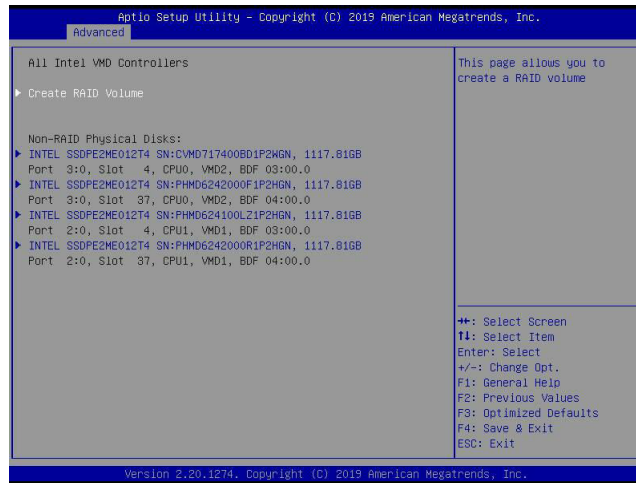 Aptio Setup Utility – Copyright (C) 2019 American Megatrends, Inc.
Advanced
All Intel VMD Controllers
Create RAID Volume
Non-RAID Physical Disks:
INTEL SSDPE2ME012T4 SN:CVMD717400BD1P2WGN, 1117.81GB
Port 3:0, Slot 4, CPU0, VMD2, BDF 03:00.0
INTEL SSDPE2ME012T4 SN:PHMD6242000F1P2HGN, 1117.81GB
Port 3:0, Slot 37, CPU0, VMD2, BDF 04:00.0
INTEL SSDPE2ME012T4 SN:PHMD624100LZ1P2HGN, 1117.81GB
Port 2:0, Slot 4, CPU1, VMD1, BDF 03:00.0
INTEL SSDPE2ME012T4 SN:PHMD6242000R1P2HGN, 1117.81GB
Port 2:0, Slot 37, CPU1, VMD1, BDF 04:00.0
This page allows you to
create a RAID volume
→←: Select Screen
↑↓: Select Item
Enter: Select
+/-: Change Opt.
F1: General Help
F2: Previous Values
F3: Optimized Defaults
F4: Save & Exit
ESC: Exit
Version 2.20.1274. Copyright (C) 2019 American Megatrends, Inc.